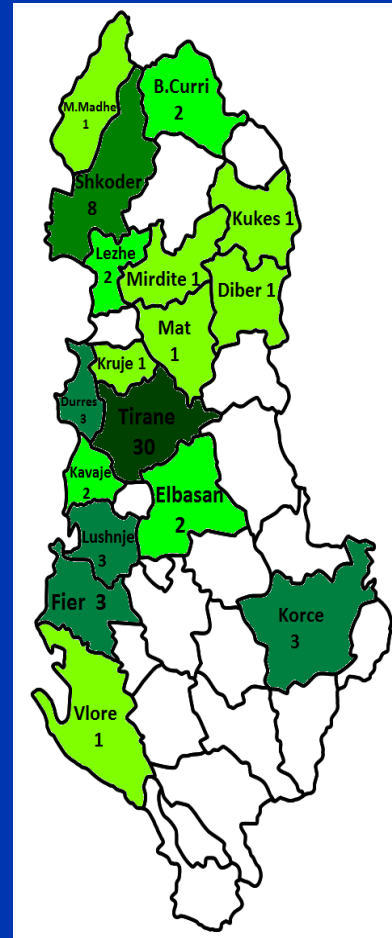 M.Madhe
1
B.Curri
2
Shkoder
8
Kukes 1
Lezhe
2
Mirdite 1
Diber 1
Mat
1
Kruje 1
Durres
3
Tirane
30
Kavaje
2
Elbasan
2
Lushnje
3
Fier 3
Korce
3
Vlore
1